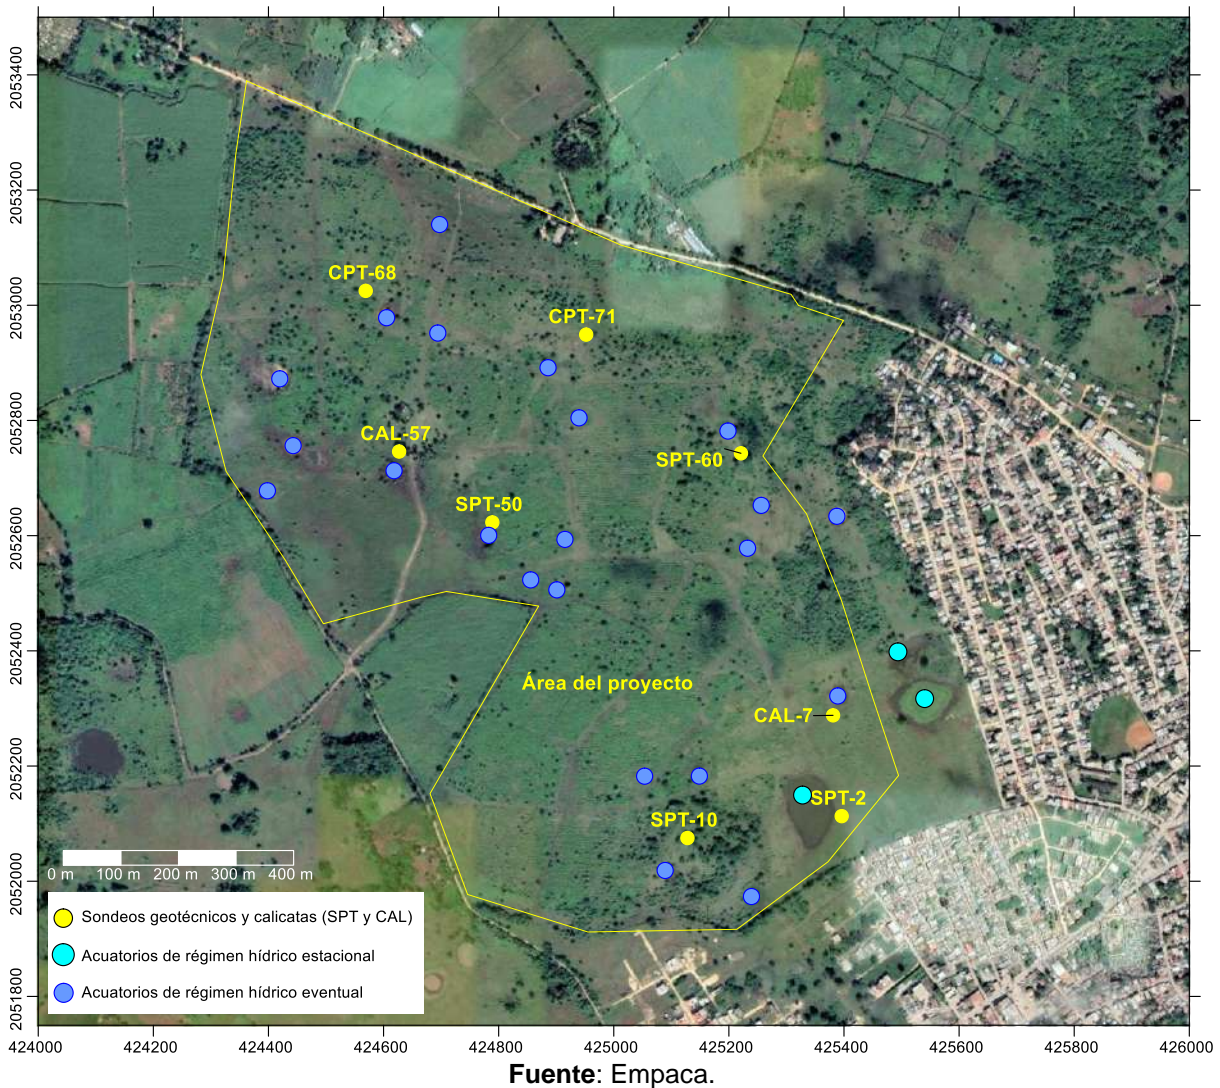 2053400
2053200
2053000
2052800
2052600
2052400
2052200
2052000
2051800
CPT-68
CPT-71
CAL-57
SPT-60
SPT-50
Área del proyecto
CAL-7
SPT-2
SPT-10
0 m 100 m 200 m 300 m 400 m
Sondeos geotécnicos y calicatas (SPT y CAL)
Acuatorios de régimen hídrico estacional
Acuatorios de régimen hídrico eventual
424000 424200 424400 424600 424800 425000 425200 425400 425600 425800 426000
Fuente: Empaca.